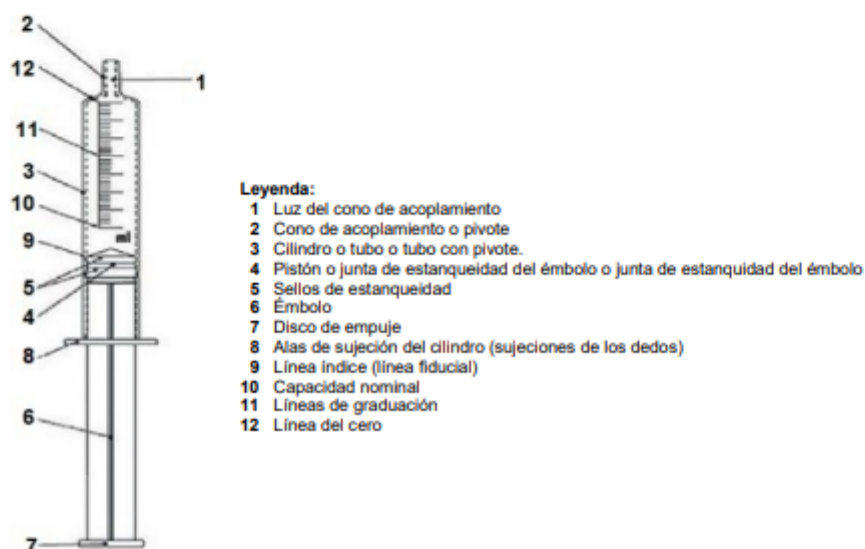 2
12
1
11
3
10
ml
9
5
4
8
6
7
Leyenda:
1 Luz del cono de acoplamiento
2 Cono de acoplamiento o pivote
3 Cilindro o tubo o tubo con pivote.
4 Pistón o junta de estanqueidad del émbolo o junta de estanquidad del émbolo
5 Sellos de estanqueidad
6 Émbolo
7 Disco de empuje
8 Alas de sujeción del cilindro (sujeciones de los dedos)
9 Línea índice (línea fiducial)
10 Capacidad nominal
11 Líneas de graduación
12 Línea del cero